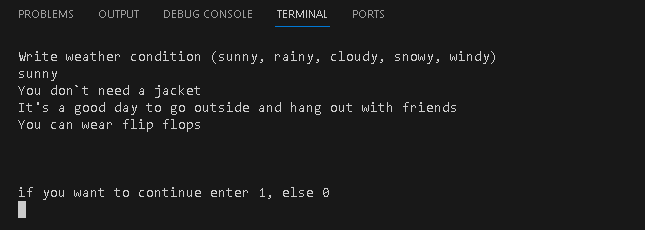 PROBLEMS OUTPUT DEBUG CONSOLE TERMINAL PORTS
Write weather condition (sunny, rainy, cloudy, snowy, windy)
sunny
You don`t need a jacket
It's a good day to go outside and hang out with friends
You can wear flip flops
if you want to continue enter 1, else 0